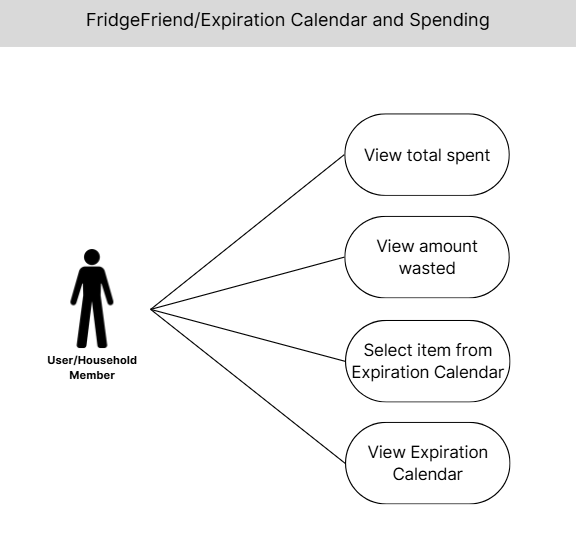 FridgeFriend/Expiration Calendar and Spending
View total spent
View amount
wasted
User/Household
Member
Select item from
Expiration Calendar
View Expiration
Calendar